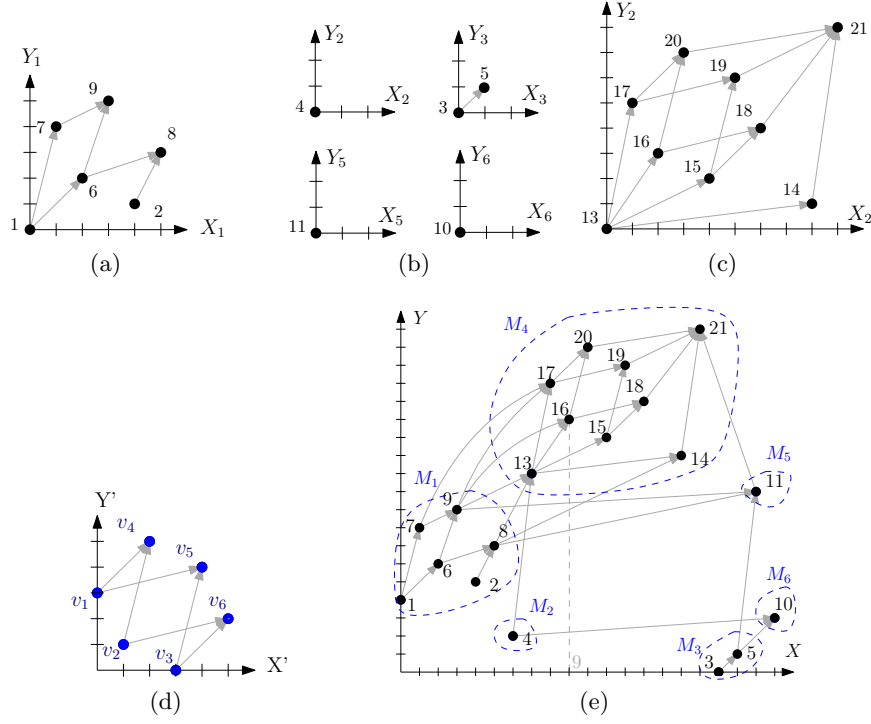 Y₁
9
7
8
6
2
1
X₁
(a)
Y₂
4
X₂
Y₃
5
3
X₃
Y₅
11
X₅
Y₆
10
X₆
(b)
Y₂
21
20
19
17
18
16
15
14
13
X₂
(c)
Y'
v₄
v₅
v₁
v₆
v₂
v₃
X'
(d)
Y
M₄
21
20
19
17
18
16
15
14
13
M₁
M₅
11
9
7
8
6
2
1
M₂
4
M₆
10
M₃
5
3
9
X
(e)